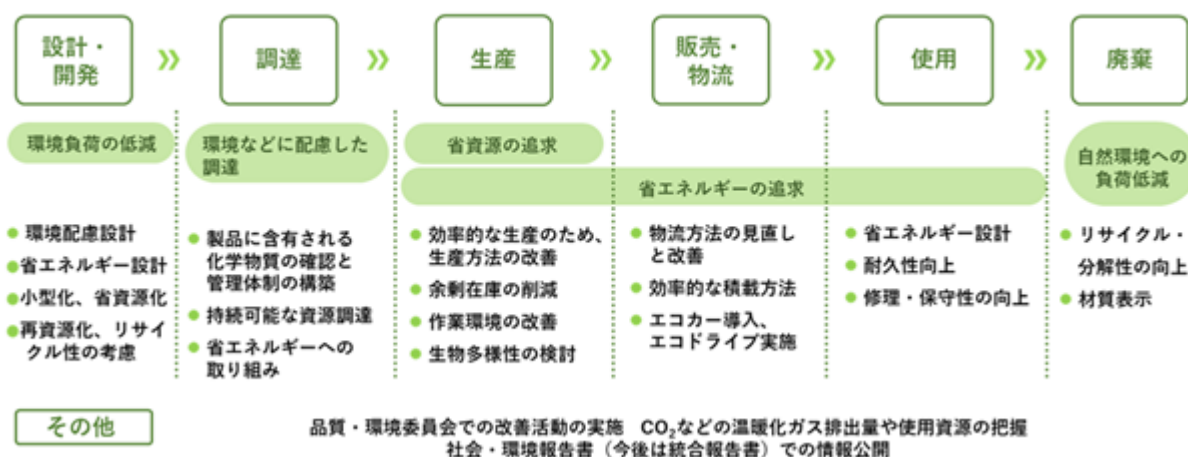 設計・
開発
調達
生産
販売・
物流
使用
廃棄
環境負荷の低減
環境などに配慮した
調達
省資源の追求
省エネルギーの追求
自然環境への
負荷低減
環境配慮設計
省エネルギー設計
小型化、省資源化
再資源化、リサイ
クル性の考慮
製品に含有される
化学物質の確認と
管理体制の構築
持続可能な資源調達
省エネルギーへの
取り組み
効率的な生産のため、
生産方法の改善
余剰在庫の削減
作業環境の改善
生物多様性の検討
物流方法の見直し
と改善
効率的な積載方法
エコカー導入、
エコドライブ実施
省エネルギー設計
耐久性向上
修理・保守性の向上
リサイクル・
分解性の向上
材質表示
その他
品質・環境委員会での改善活動の実施 CO₂などの温暖化ガス排出量や使用資源の把握
社会・環境報告書（今後は統合報告書）での情報公開